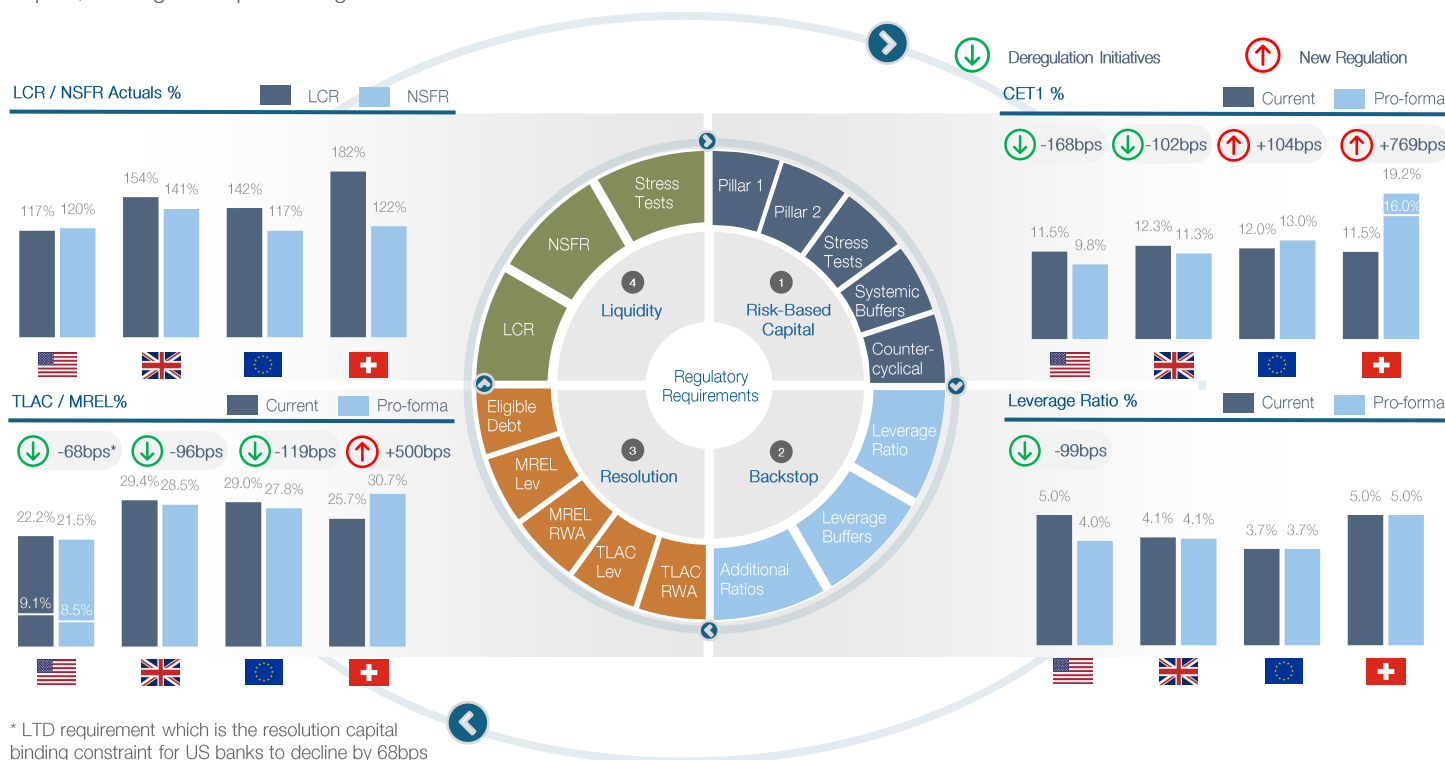 Deregulation Initiatives
New Regulation
LCR / NSFR Actuals %
LCR
NSFR
117%
120%
154%
141%
142%
117%
182%
122%
CET1 %
Current
Pro-forma
-168bps
-102bps
+104bps
+769bps
11.5%
9.8%
12.3%
11.3%
12.0%
13.0%
11.5%
19.2%
16.0%
Stress
Tests
NSFR
LCR
Pillar 1
Pillar 2
Stress
Tests
Systemic
Buffers
Counter-
cyclical
4
Liquidity
1
Risk-Based
Capital
Regulatory
Requirements
3
Resolution
2
Backstop
Eligible
Debt
MREL
Lev
MREL
RWA
TLAC
Lev
TLAC
RWA
Leverage
Ratio
Leverage
Buffers
Additional
Ratios
TLAC / MREL%
Current
Pro-forma
-68bps*
-96bps
-119bps
+500bps
22.2%
21.5%
9.1%
8.5%
29.4%
28.5%
29.0%
27.8%
25.7%
30.7%
Leverage Ratio %
Current
Pro-forma
-99bps
5.0%
4.0%
4.1%
4.1%
3.7%
3.7%
5.0%
5.0%
* LTD requirement which is the resolution capital
binding constraint for US banks to decline by 68bps